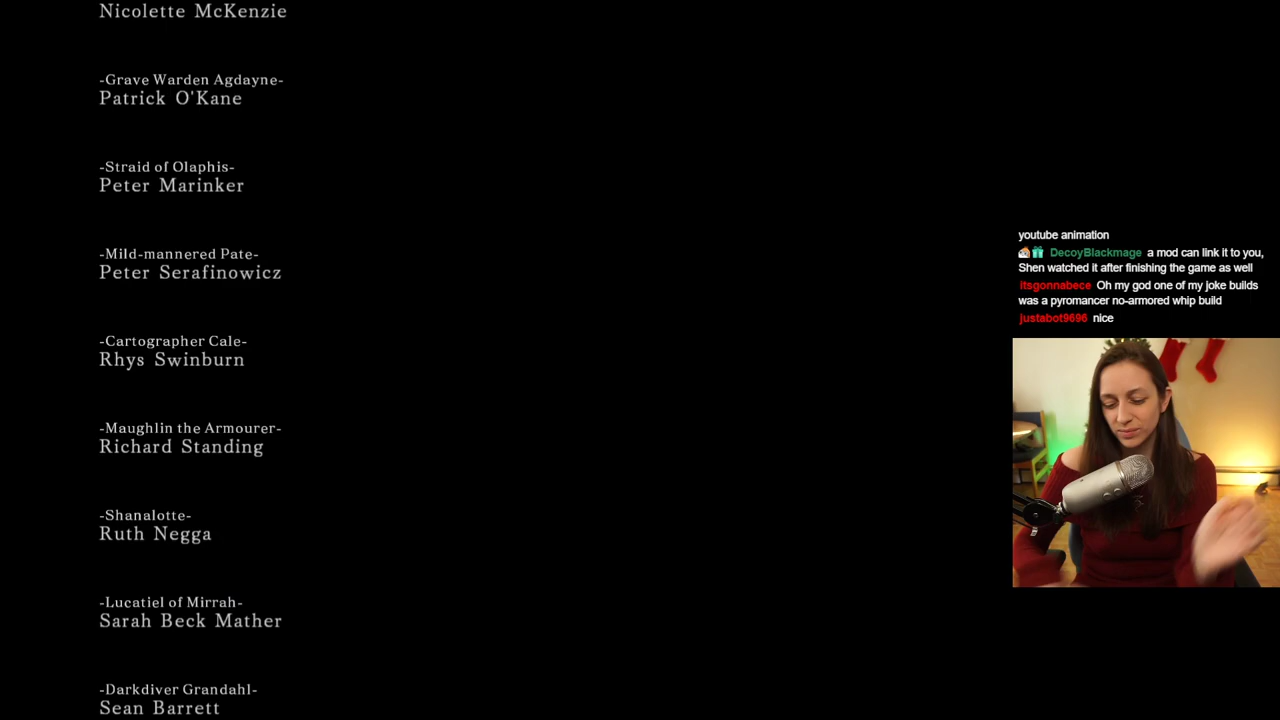 Nicolette McKenzie
-Grave Warden Agdayne-
Patrick O'Kane
-Straid of Olaphis-
Peter Marinker
-Mild-mannered Pate-
Peter Serafinowicz
-Cartographer Cale-
Rhys Swinburn
-Maughlin the Armourer-
Richard Standing
-Shanalotte-
Ruth Negga
-Lucatiel of Mirrah-
Sarah Beck Mather
-Darkdiver Grandahl-
Sean Barrett
youtube animation
DecoyBlackmage a mod can link it to you,
Shen watched it after finishing the game as well
itsgonnabece Oh my god one of my joke builds
was a pyromancer no-armored whip build
justabot9696 nice